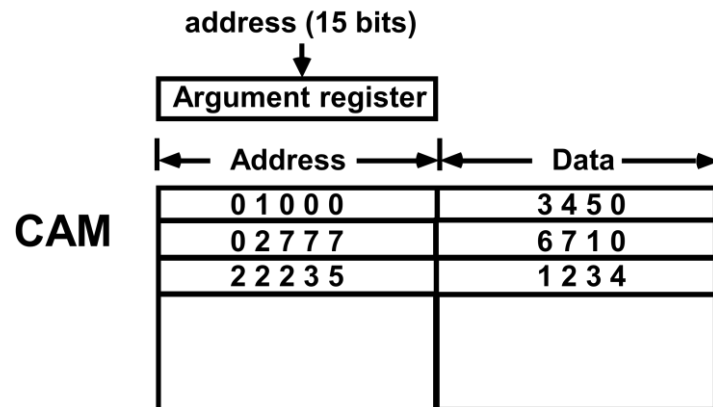 address (15 bits)
Argument register
Address Data
CAM
0 1 0 0 0 3 4 5 0
0 2 7 7 7 6 7 1 0
2 2 2 3 5 1 2 3 4